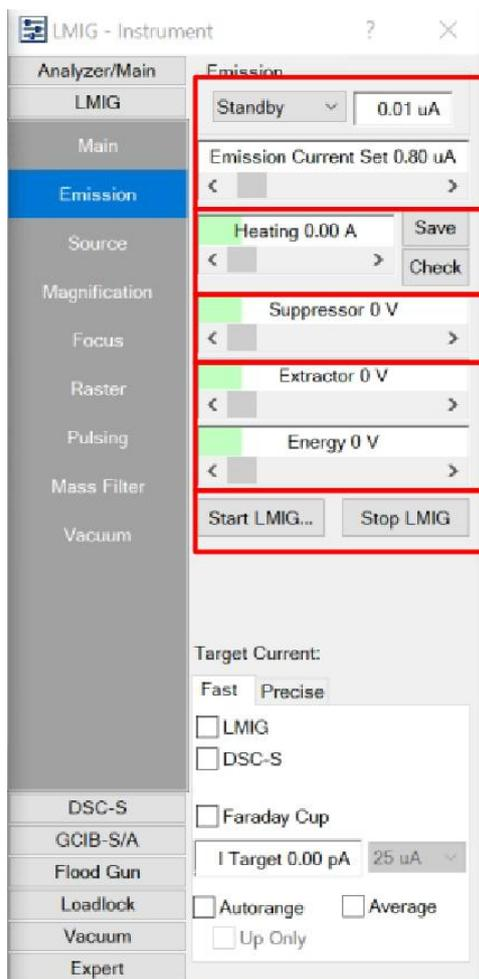 LMIG - Instrument ? ×
Analyzer/Main
LMIG
Main
Emission
Source
Magnification
Focus
Raster
Pulsing
Mass Filter
Vacuum
DSC-S
GCIB-S/A
Flood Gun
Loadlock
Vacuum
Expert
Emission
Standby 0.01 uA
Emission Current Set 0.80 uA
Heating 0.00 A
Save
Check
Suppressor 0 V
Extractor 0 V
Energy 0 V
Start LMIG... Stop LMIG
Target Current:
Fast Precise
LMIG
DSC-S
Faraday Cup
I Target 0.00 pA 25 uA
Autorange Average
Up Only